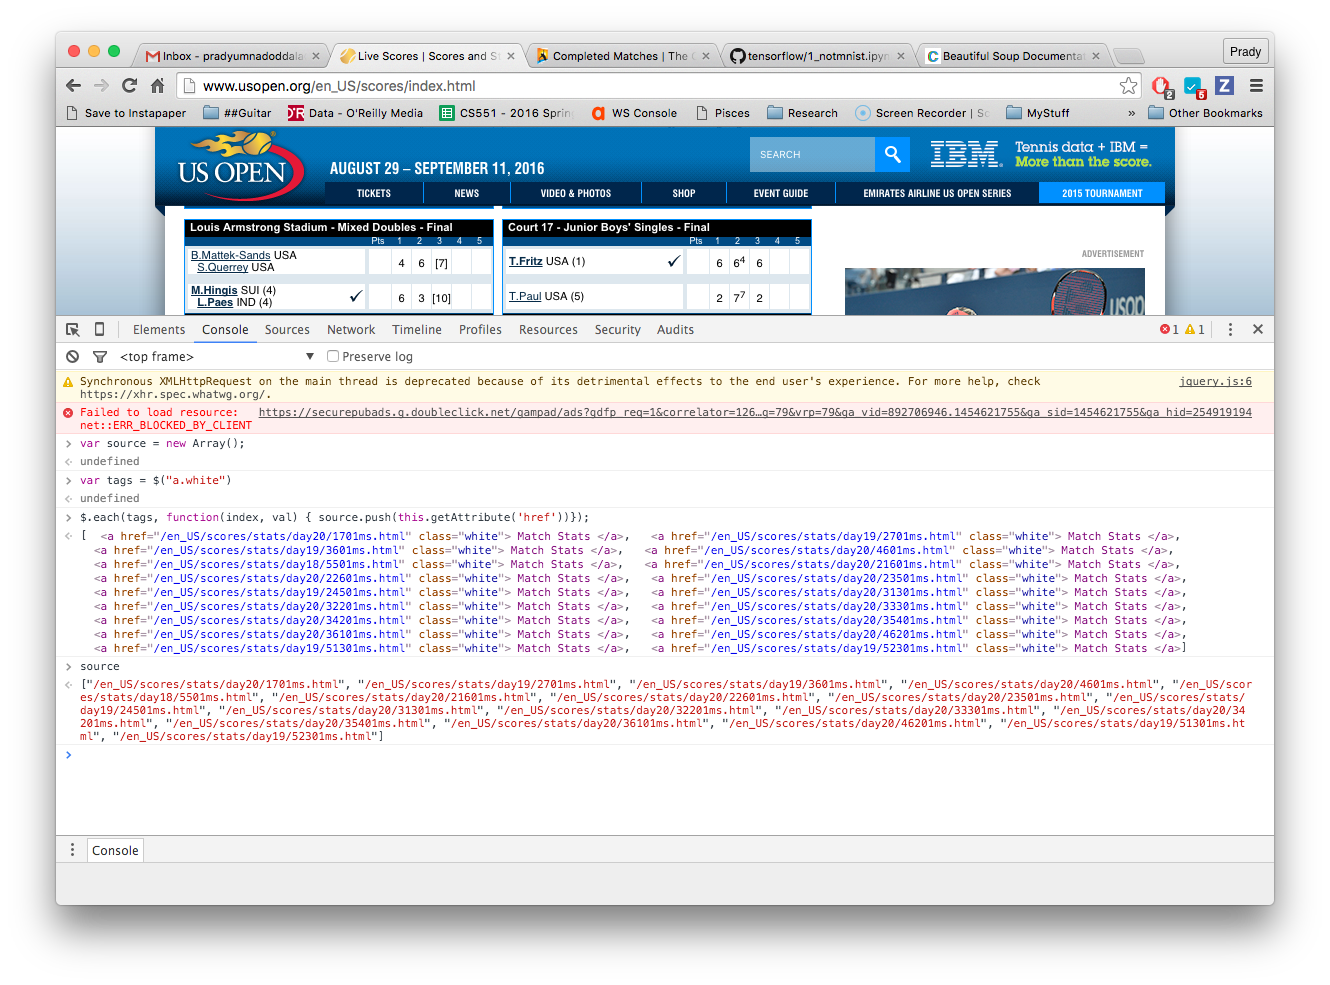 Inbox - pradyumnadoddala
Live Scores | Scores and St
Completed Matches | The O
tensorflow/1_notmnist.ipyn
Beautiful Soup Documentat
Prady
www.usopen.org/en_US/scores/index.html
2
6
Z
Save to Instapaper
##Guitar
Data - O'Reilly Media
CS551 - 2016 Spring
WS Console
Pisces
Research
Screen Recorder | Sc
MyStuff
»
Other Bookmarks
US OPEN
AUGUST 29 – SEPTEMBER 11, 2016
SEARCH
IBM
Tennis data + IBM =
More than the score.
TICKETS
NEWS
VIDEO & PHOTOS
SHOP
EVENT GUIDE
EMIRATES AIRLINE US OPEN SERIES
2015 TOURNAMENT
Louis Armstrong Stadium - Mixed Doubles - Final
Pts 1 2 3 4 5
B.Mattek-Sands USA
S.Querrey USA
4 6 [7]
M.Hingis SUI (4)
L.Paes IND (4)
✓ 6 3 [10]
Court 17 - Junior Boys' Singles - Final
Pts 1 2 3 4 5
T.Fritz USA (1) ✓ 6 6⁴ 6
T.Paul USA (5) 2 7⁷ 2
ADVERTISEMENT
usop
Elements Console Sources Network Timeline Profiles Resources Security Audits
1 1
<top frame> ▼ Preserve log
Synchronous XMLHttpRequest on the main thread is deprecated because of its detrimental effects to the end user's experience. For more help, check jquery.js:6
https://xhr.spec.whatwg.org/.
Failed to load resource: https://securepubads.g.doubleclick.net/gampad/ads?gdfp_req=1&correlator=126…g=79&vrp=79&ga_vid=892706946.1454621755&ga_sid=1454621755&ga_hid=254919194
net::ERR_BLOCKED_BY_CLIENT
var source = new Array();
undefined
var tags = $("a.white")
undefined
$.each(tags, function(index, val) { source.push(this.getAttribute('href'))});
[ <a href="/en_US/scores/stats/day20/1701ms.html" class="white"> Match Stats </a>, <a href="/en_US/scores/stats/day19/2701ms.html" class="white"> Match Stats </a>,
<a href="/en_US/scores/stats/day19/3601ms.html" class="white"> Match Stats </a>, <a href="/en_US/scores/stats/day20/4601ms.html" class="white"> Match Stats </a>,
<a href="/en_US/scores/stats/day18/5501ms.html" class="white"> Match Stats </a>, <a href="/en_US/scores/stats/day20/21601ms.html" class="white"> Match Stats </a>,
<a href="/en_US/scores/stats/day20/22601ms.html" class="white"> Match Stats </a>, <a href="/en_US/scores/stats/day20/23501ms.html" class="white"> Match Stats </a>,
<a href="/en_US/scores/stats/day19/24501ms.html" class="white"> Match Stats </a>, <a href="/en_US/scores/stats/day20/31301ms.html" class="white"> Match Stats </a>,
<a href="/en_US/scores/stats/day20/32201ms.html" class="white"> Match Stats </a>, <a href="/en_US/scores/stats/day20/33301ms.html" class="white"> Match Stats </a>,
<a href="/en_US/scores/stats/day20/34201ms.html" class="white"> Match Stats </a>, <a href="/en_US/scores/stats/day20/35401ms.html" class="white"> Match Stats </a>,
<a href="/en_US/scores/stats/day20/36101ms.html" class="white"> Match Stats </a>, <a href="/en_US/scores/stats/day20/46201ms.html" class="white"> Match Stats </a>,
<a href="/en_US/scores/stats/day19/51301ms.html" class="white"> Match Stats </a>, <a href="/en_US/scores/stats/day19/52301ms.html" class="white"> Match Stats </a>]
source
["/en_US/scores/stats/day20/1701ms.html", "/en_US/scores/stats/day19/2701ms.html", "/en_US/scores/stats/day19/3601ms.html", "/en_US/scores/stats/day20/4601ms.html", "/en_US/scor
es/stats/day18/5501ms.html", "/en_US/scores/stats/day20/21601ms.html", "/en_US/scores/stats/day20/22601ms.html", "/en_US/scores/stats/day20/23501ms.html", "/en_US/scores/stats/
day19/24501ms.html", "/en_US/scores/stats/day20/31301ms.html", "/en_US/scores/stats/day20/32201ms.html", "/en_US/scores/stats/day20/33301ms.html", "/en_US/scores/stats/day20/34
201ms.html", "/en_US/scores/stats/day20/35401ms.html", "/en_US/scores/stats/day20/36101ms.html", "/en_US/scores/stats/day20/46201ms.html", "/en_US/scores/stats/day19/51301ms.ht
ml", "/en_US/scores/stats/day19/52301ms.html"]
Console